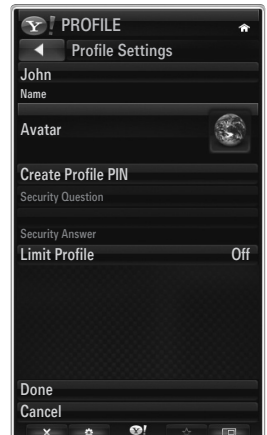 Y! PROFILE
Profile Settings
John
Name
Avatar
Create Profile PIN
Security Question
Security Answer
Limit Profile Off
Done
Cancel
Y!